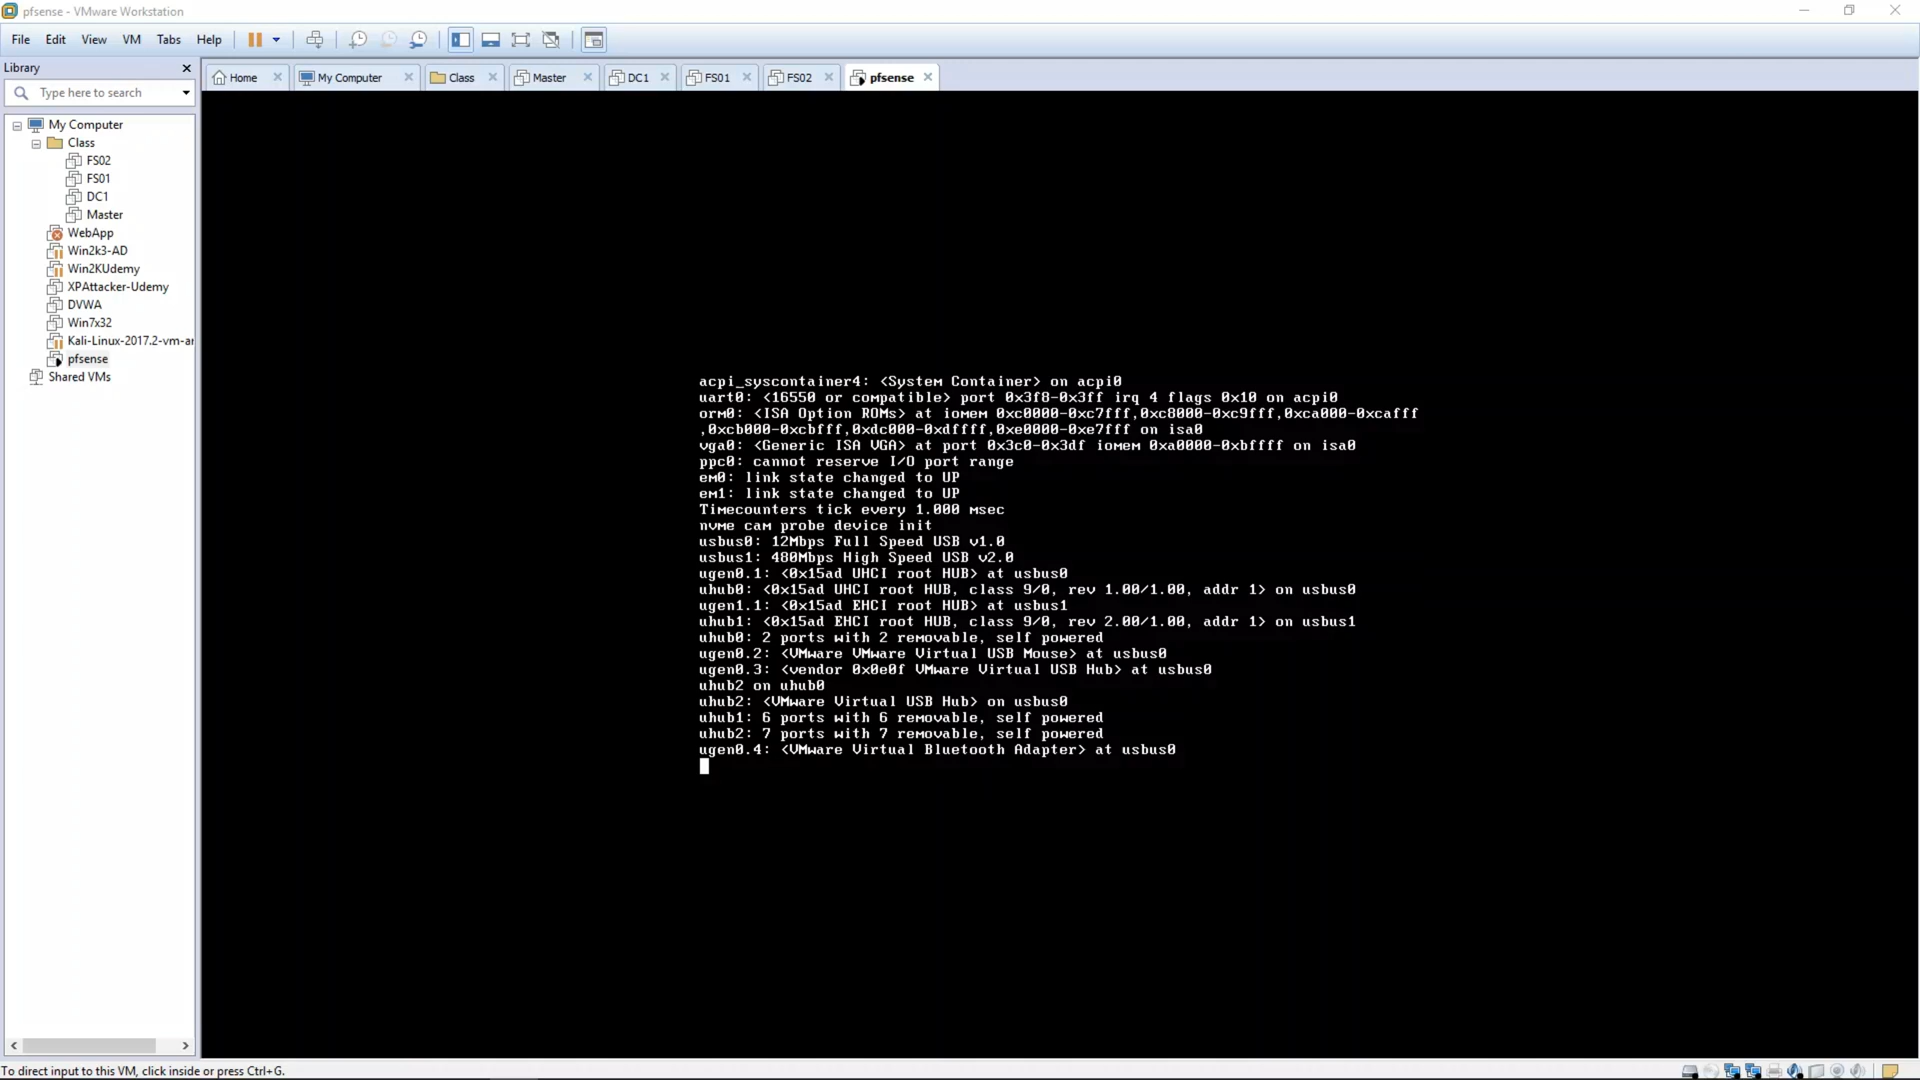 pfsense - VMware Workstation
File Edit View VM Tabs Help
Library
Type here to search
My Computer
Class
FS02
FS01
DC1
Master
WebApp
Win2k3-AD
Win2KUdemy
XPAttacker-Udemy
DVWA
Win7x32
Kali-Linux-2017.2-vm-ar
pfsense
Shared VMs
Home My Computer Class Master DC1 FS01 FS02 pfsense
acpi_syscontainer4: <System Container> on acpi0
uart0: <16550 or compatible> port 0x3f8-0x3ff irq 4 flags 0x10 on acpi0
orm0: <ISA Option ROMs> at iomem 0xc0000-0xc7fff,0xc8000-0xc9fff,0xca000-0xcafff
,0xcb000-0xcbfff,0xdc000-0xdffff,0xe0000-0xe7fff on isa0
vga0: <Generic ISA VGA> at port 0x3c0-0x3df iomem 0xa0000-0xbffff on isa0
ppc0: cannot reserve I/O port range
em0: link state changed to UP
em1: link state changed to UP
Timecounters tick every 1.000 msec
nvme cam probe device init
usbus0: 12Mbps Full Speed USB v1.0
usbus1: 480Mbps High Speed USB v2.0
ugen0.1: <0x15ad UHCI root HUB> at usbus0
uhub0: <0x15ad UHCI root HUB, class 9/0, rev 1.00/1.00, addr 1> on usbus0
ugen1.1: <0x15ad EHCI root HUB> at usbus1
uhub1: <0x15ad EHCI root HUB, class 9/0, rev 2.00/1.00, addr 1> on usbus1
uhub0: 2 ports with 2 removable, self powered
ugen0.2: <VMware VMware Virtual USB Mouse> at usbus0
ugen0.3: <vendor 0x0e0f VMware Virtual USB Hub> at usbus0
uhub2 on uhub0
uhub2: <VMware Virtual USB Hub> on usbus0
uhub1: 6 ports with 6 removable, self powered
uhub2: 7 ports with 7 removable, self powered
ugen0.4: <VMware Virtual Bluetooth Adapter> at usbus0
To direct input to this VM, click inside or press Ctrl+G.